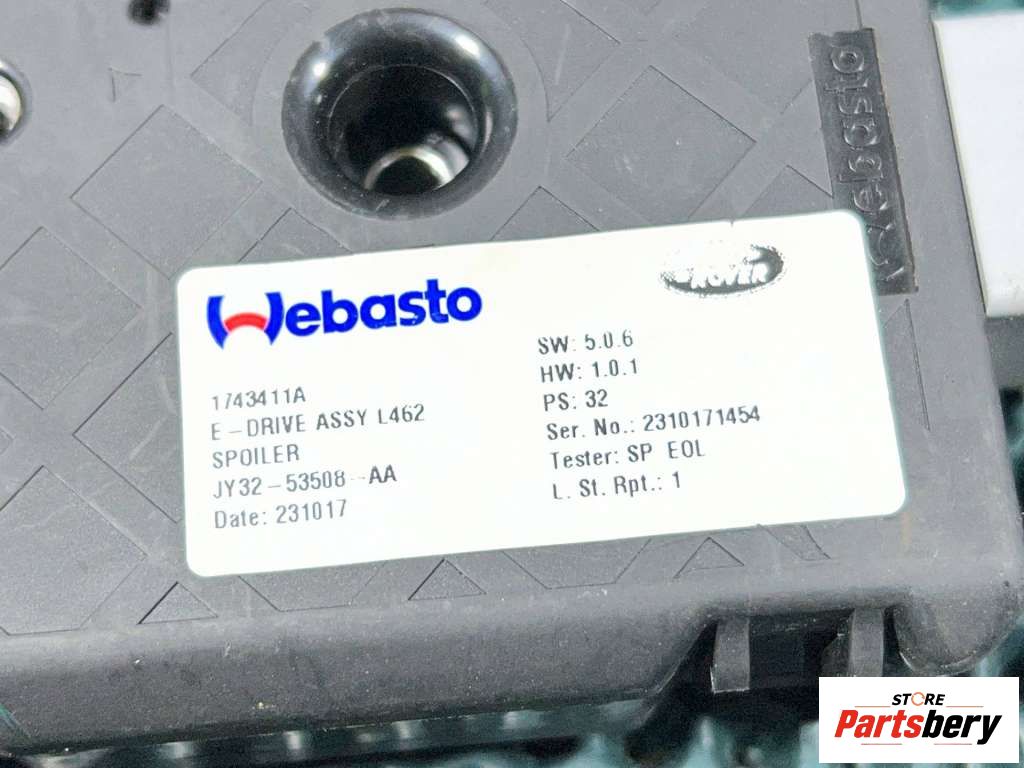 webasto
Webasto
ROVER
1743411A
E-DRIVE ASSY L462
SPOILER
JY32-53508-AA
Date: 231017
SW: 5.0.6
HW: 1.0.1
PS: 32
Ser. No.: 2310171454
Tester: SP EOL
L. St. Rpt.: 1
STORE
Partsbery